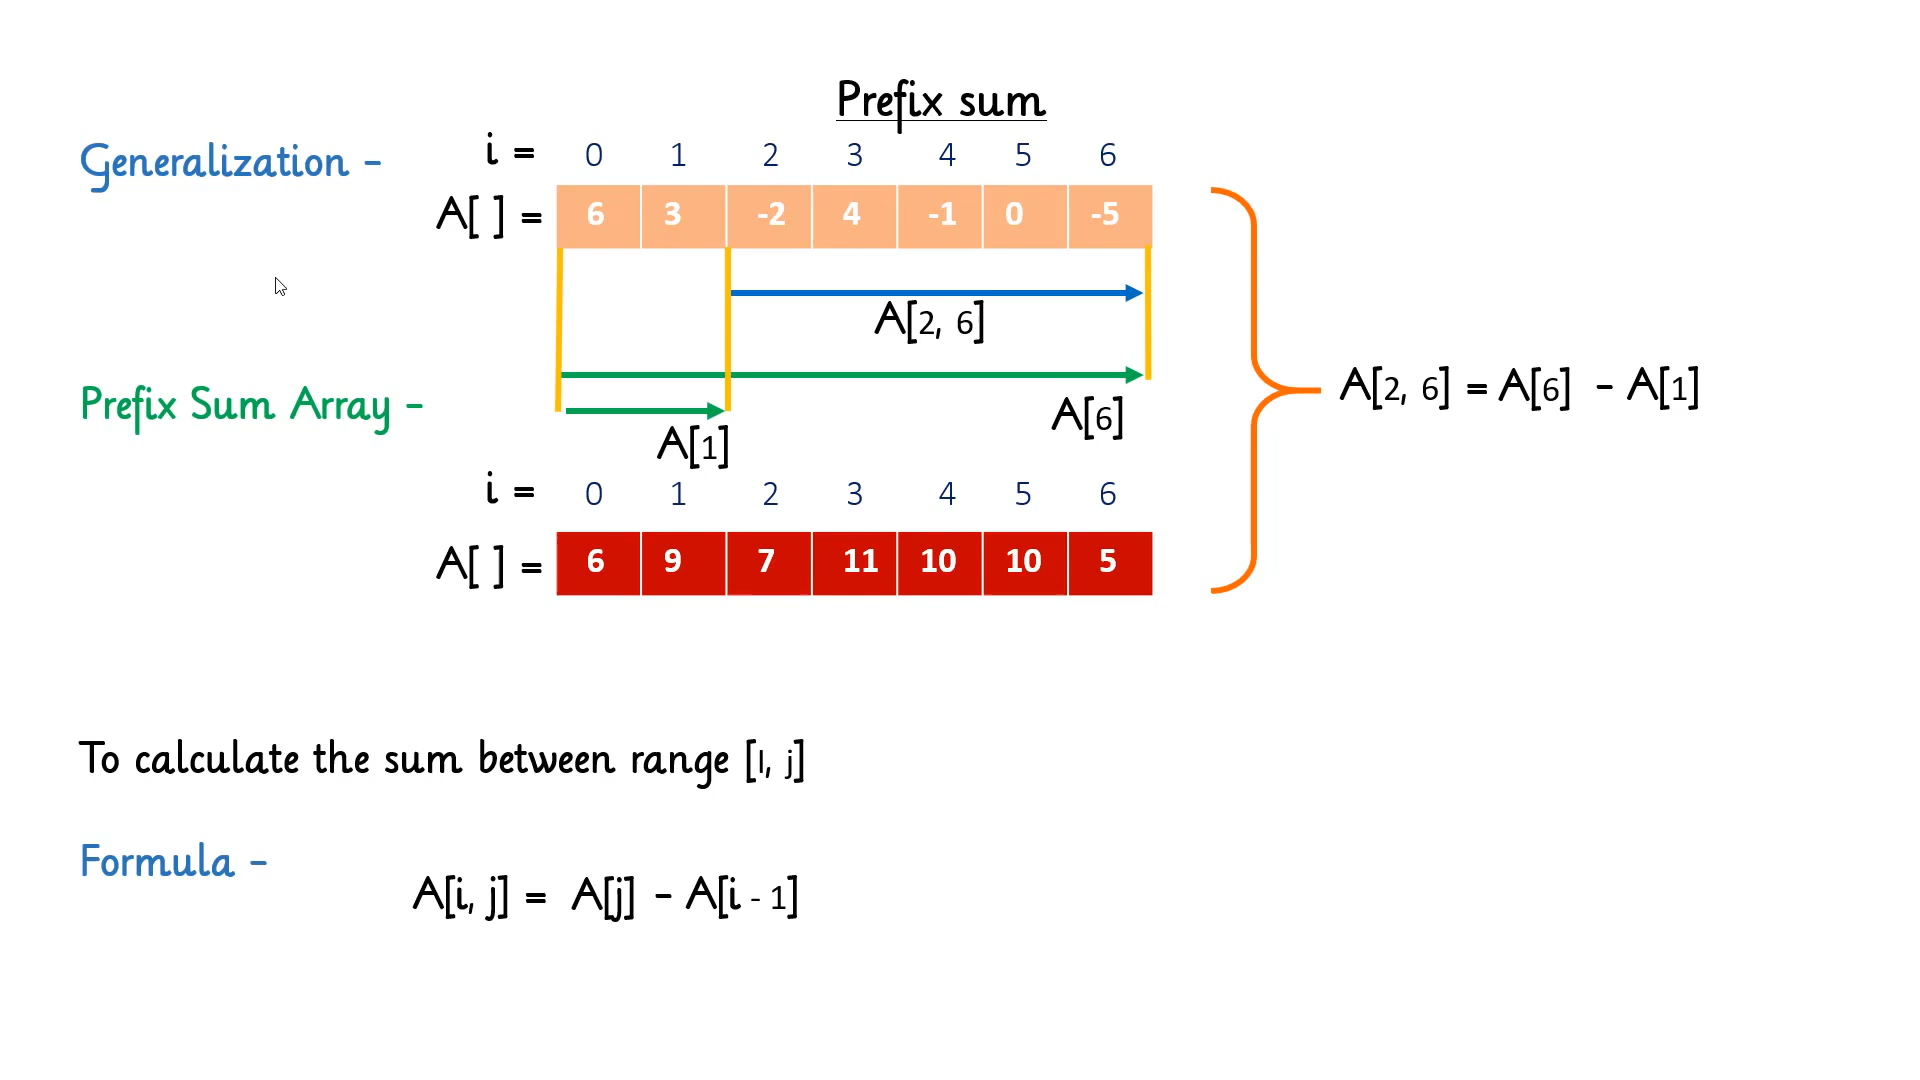 Prefix sum
Generalization -
i = 0 1 2 3 4 5 6
A[ ] = 6 3 -2 4 -1 0 -5
A[2, 6]
A[2, 6] = A[6] - A[1]
Prefix Sum Array -
A[6]
A[1]
i = 0 1 2 3 4 5 6
A[ ] = 6 9 7 11 10 10 5
To calculate the sum between range [I, j]
Formula -
A[i, j] = A[j] - A[i - 1]